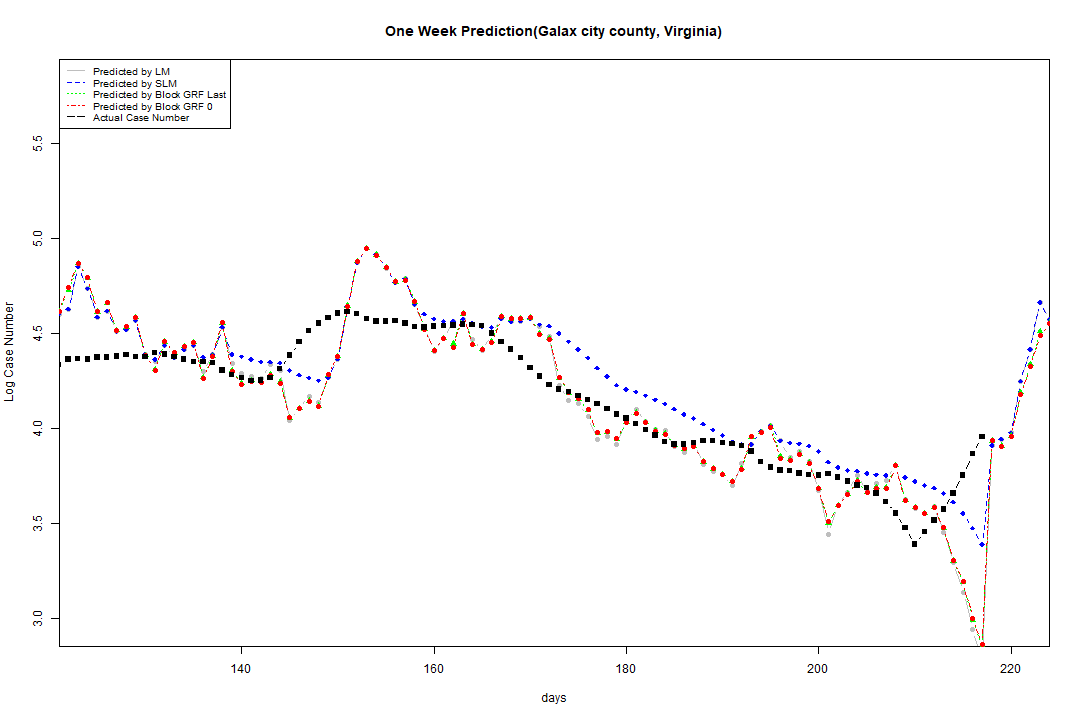 One Week Prediction(Galax city county, Virginia)
Predicted by LM
Predicted by SLM
Predicted by Block GRF Last
Predicted by Block GRF 0
Actual Case Number
Log Case Number
5.5
5.0
4.5
4.0
3.5
3.0
140 160 180 200 220
days